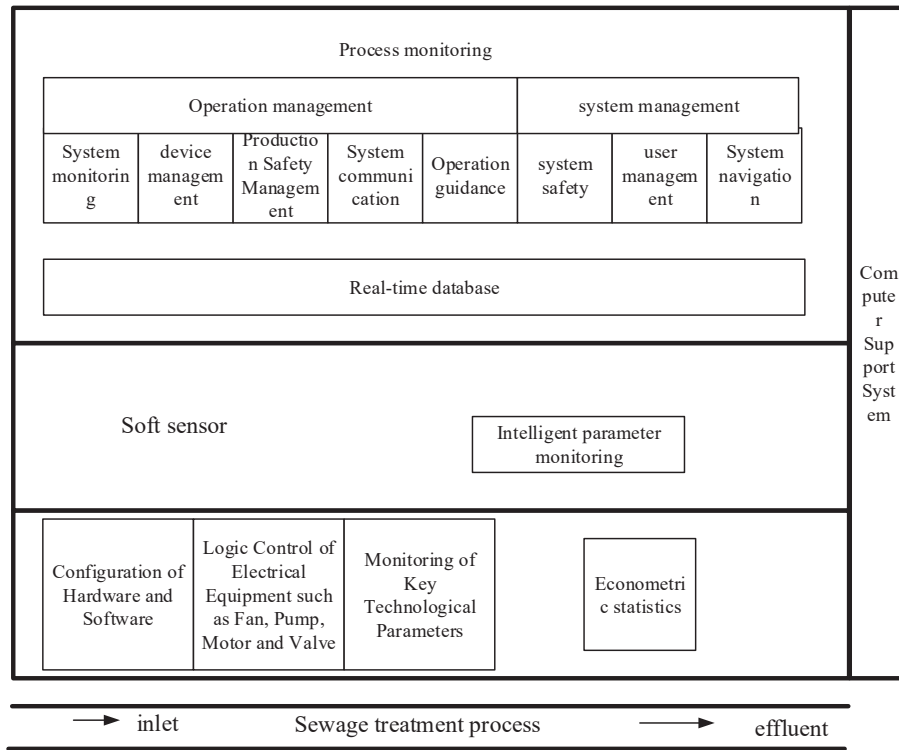 Process monitoring
Operation management
system management
System
monitorin
g
device
managem
ent
Productio
n Safety
Managem
ent
System
communi
cation
Operation
guidance
system
safety
user
managem
ent
System
navigatio
n
Real-time database
Com
pute
r
Sup
port
Syst
em
Soft sensor
Intelligent parameter
monitoring
Configuration of
Hardware and
Software
Logic Control of
Electrical
Equipment such
as Fan, Pump,
Motor and Valve
Monitoring of
Key
Technological
Parameters
Econometri
c statistics
inlet
Sewage treatment process
effluent